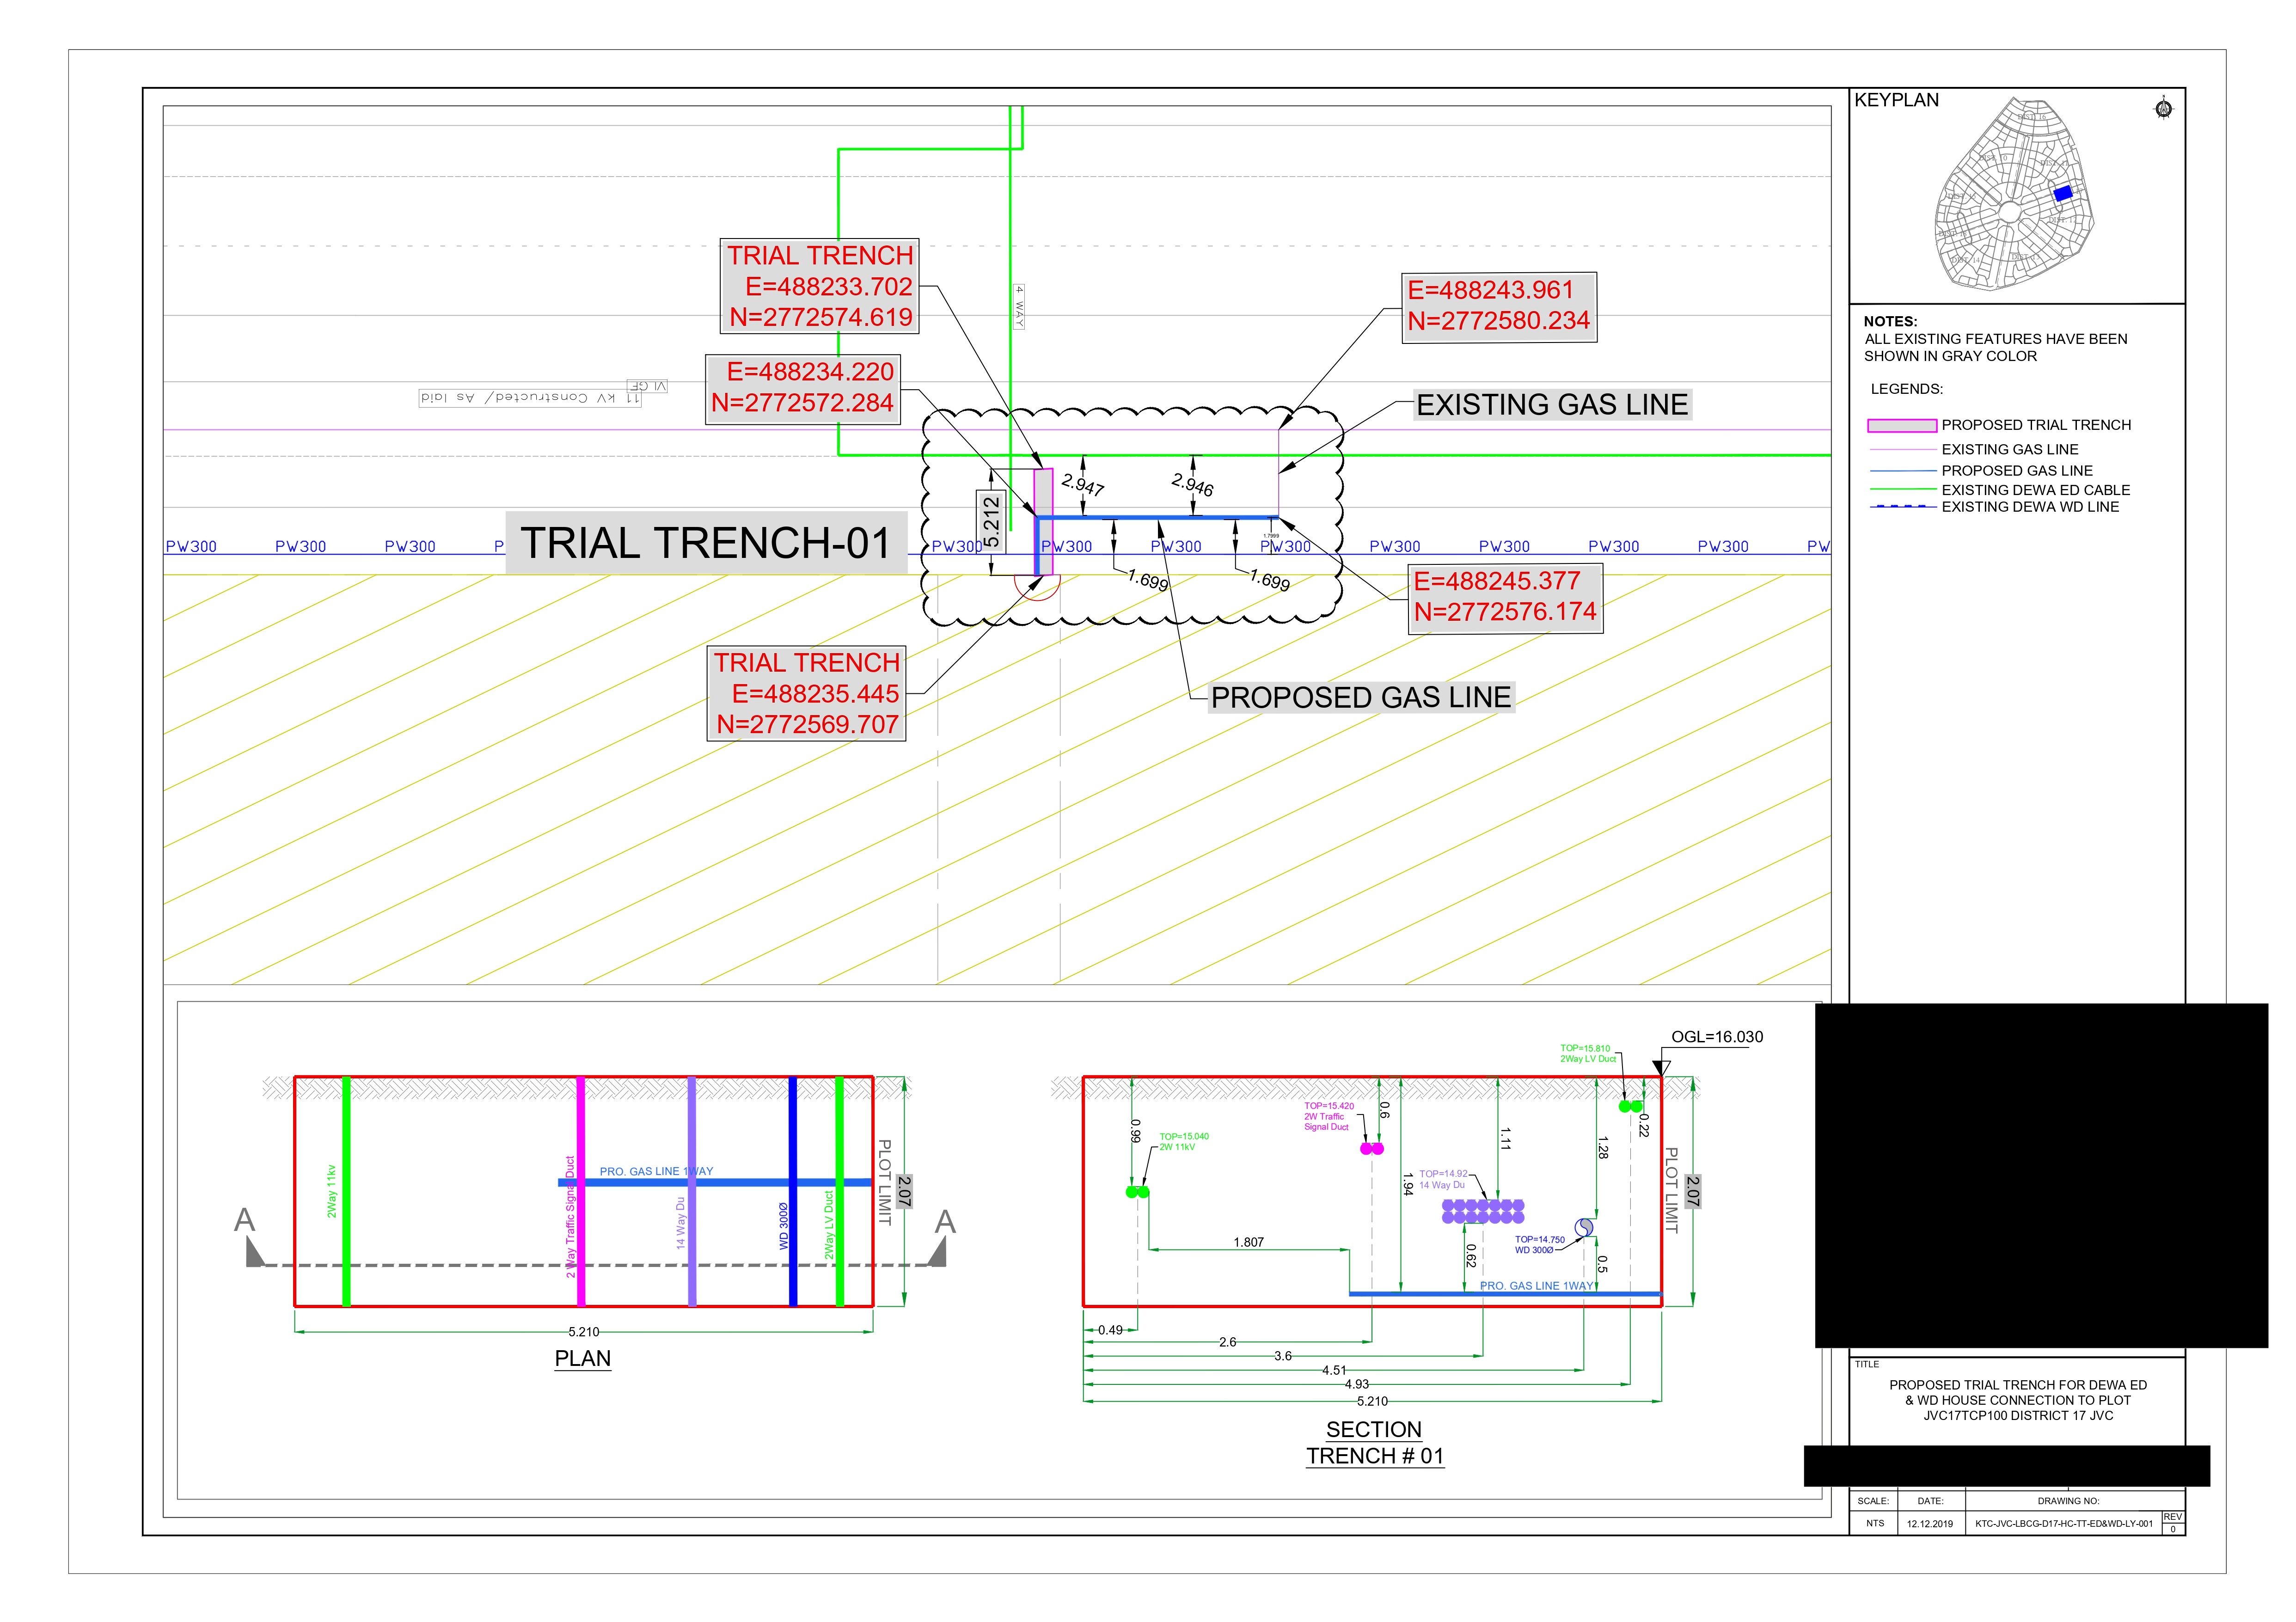 KEYPLAN
DIST. 16
NOTES:
ALL EXISTING FEATURES HAVE BEEN
SHOWN IN GRAY COLOR
LEGENDS:
PROPOSED TRIAL TRENCH
EXISTING GAS LINE
PROPOSED GAS LINE
EXISTING DEWA ED CABLE
EXISTING DEWA WD LINE
TRIAL TRENCH
E=488233.702
N=2772574.619
4 WAY
E=488243.961
N=2772580.234
E=488234.220
N=2772572.284
VLGF
11 kV Constructed/ As laid
EXISTING GAS LINE
2.947
2.946
5.212
TRIAL TRENCH-01
PW300
PW300
PW300
P
PW300
PW300
PW300
PW300
PW300
PW300
PW300
PW300
PW
1.699
1.699
E=488245.377
N=2772576.174
TRIAL TRENCH
E=488235.445
N=2772569.707
PROPOSED GAS LINE
2Way 11kv
2 Way Traffic Signal Duct
PRO. GAS LINE 1WAY
14 Way Du
WD 300Ø
2Way LV Duct
PLOT LIMIT
2.07
A
A
5.210
PLAN
OGL=16.030
TOP=15.810
2Way LV Duct
TOP=15.420
2W Traffic
Signal Duct
0.6
0.22
0.99
TOP=15.040
2W 11kV
1.11
1.28
1.94
TOP=14.92
14 Way Du
PLOT LIMIT
2.07
1.807
TOP=14.750
WD 300Ø
0.62
0.5
PRO. GAS LINE 1WAY
0.49
2.6
3.6
4.51
4.93
5.210
SECTION
TRENCH # 01
TITLE
PROPOSED TRIAL TRENCH FOR DEWA ED
& WD HOUSE CONNECTION TO PLOT
JVC17TCP100 DISTRICT 17 JVC
SCALE:
DATE:
DRAWING NO:
NTS
12.12.2019
KTC-JVC-LBCG-D17-HC-TT-ED&WD-LY-001
REV
0